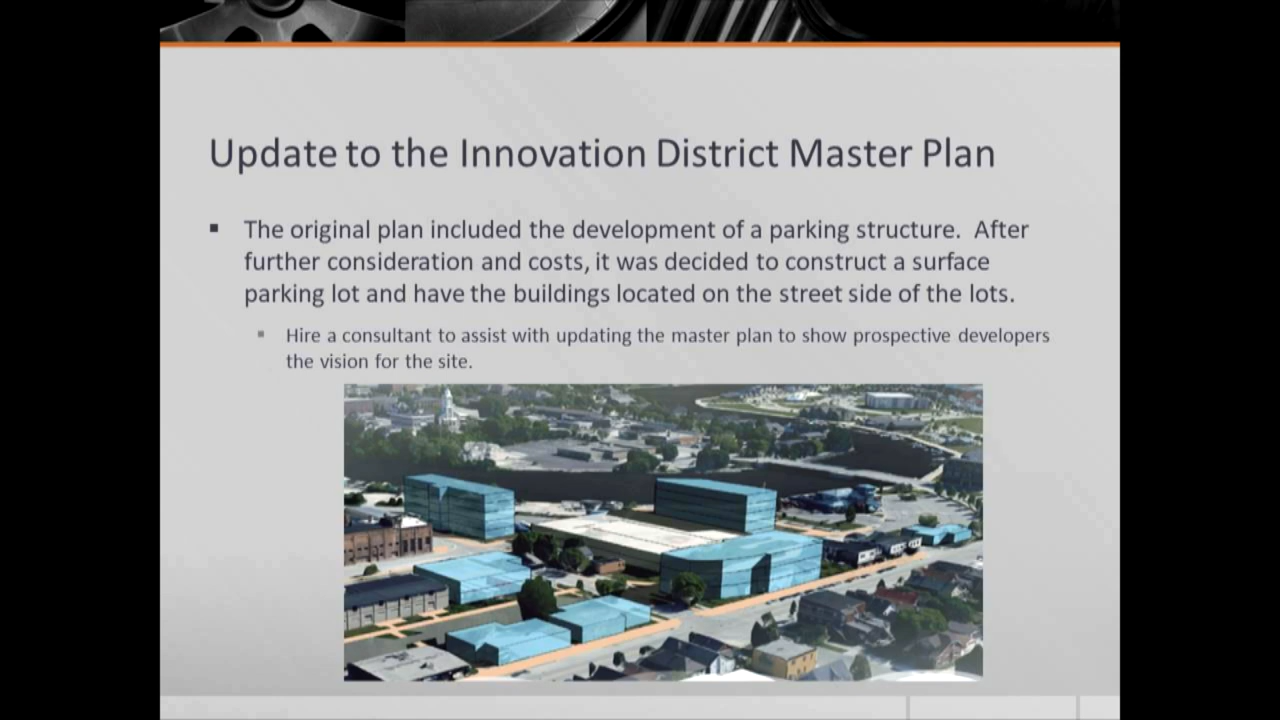 Update to the Innovation District Master Plan
▪ The original plan included the development of a parking structure. After
further consideration and costs, it was decided to construct a surface
parking lot and have the buildings located on the street side of the lots.
▪ Hire a consultant to assist with updating the master plan to show prospective developers
the vision for the site.